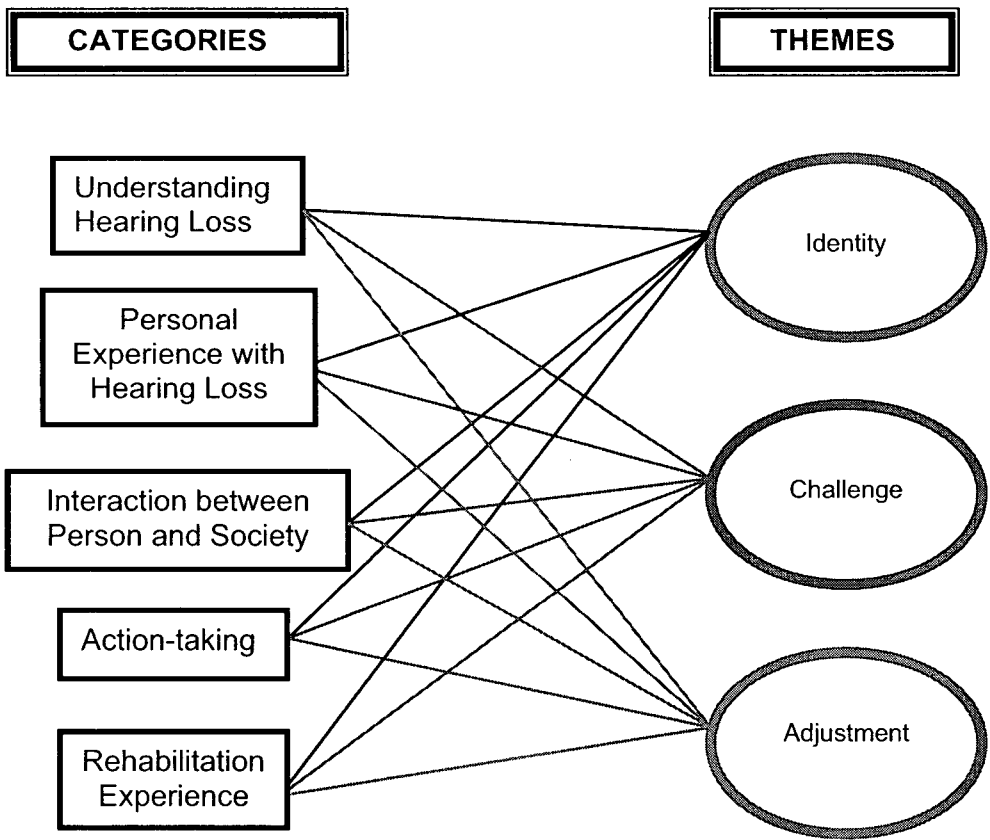 CATEGORIES
THEMES
Understanding
Hearing Loss
Personal
Experience with
Hearing Loss
Interaction between
Person and Society
Action-taking
Rehabilitation
Experience
Identity
Challenge
Adjustment